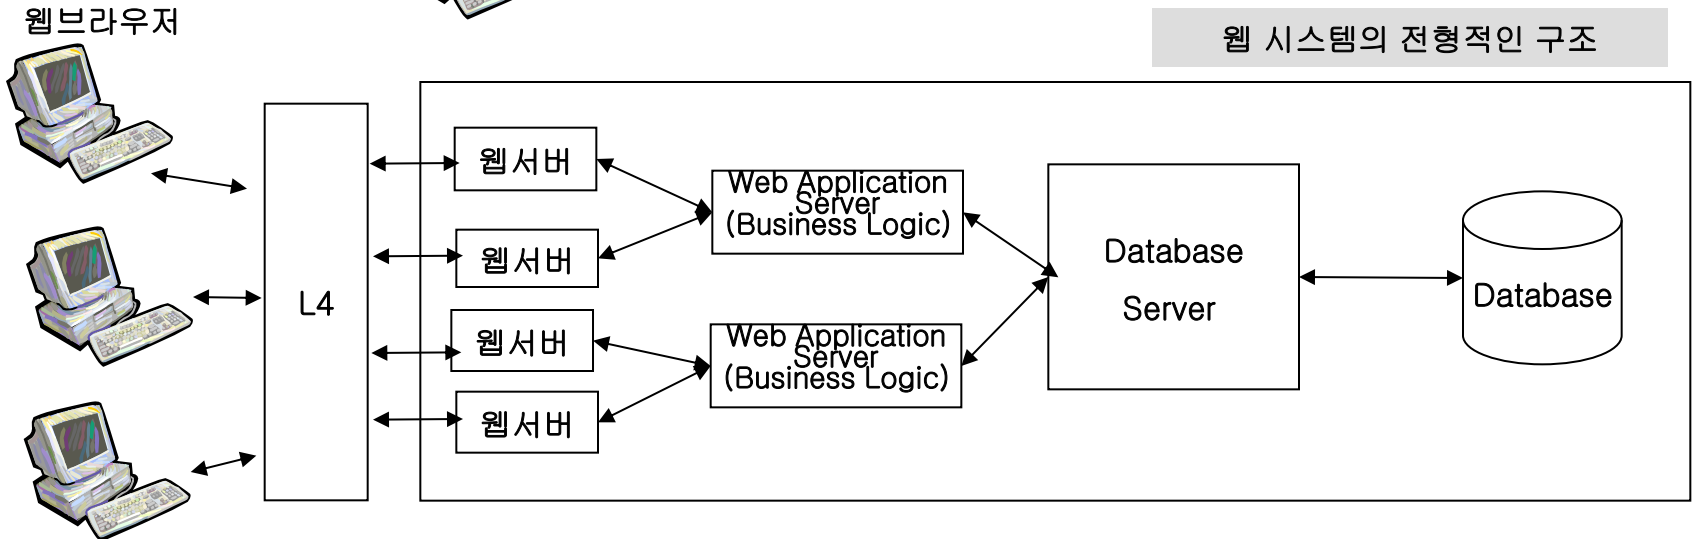 웹브라우저
웹 시스템의 전형적인 구조
L4
웹서버
웹서버
웹서버
웹서버
Web Application
Server
(Business Logic)
Web Application
Server
(Business Logic)
Database
Server
Database